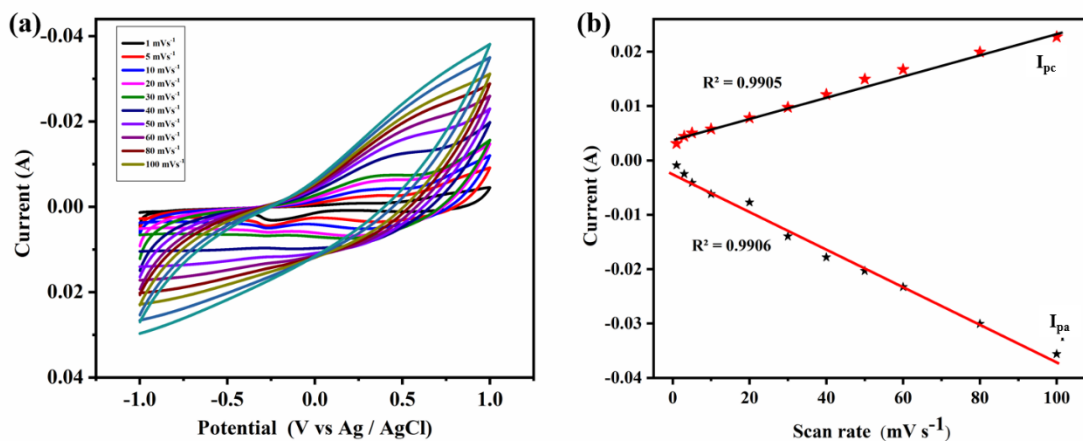 (a)
-0.04
-0.02
0.00
0.02
0.04
Current (A)
1 mVs⁻¹
5 mVs⁻¹
10 mVs⁻¹
20 mVs⁻¹
30 mVs⁻¹
40 mVs⁻¹
50 mVs⁻¹
60 mVs⁻¹
80 mVs⁻¹
100 mVs⁻¹
-1.0
-0.5
0.0
0.5
1.0
Potential (V vs Ag / AgCl)
(b)
0.02
0.01
0.00
-0.01
-0.02
-0.03
-0.04
Current (A)
R² = 0.9905
Ipc
R² = 0.9906
Ipa
0
20
40
60
80
100
Scan rate (mV s⁻¹)